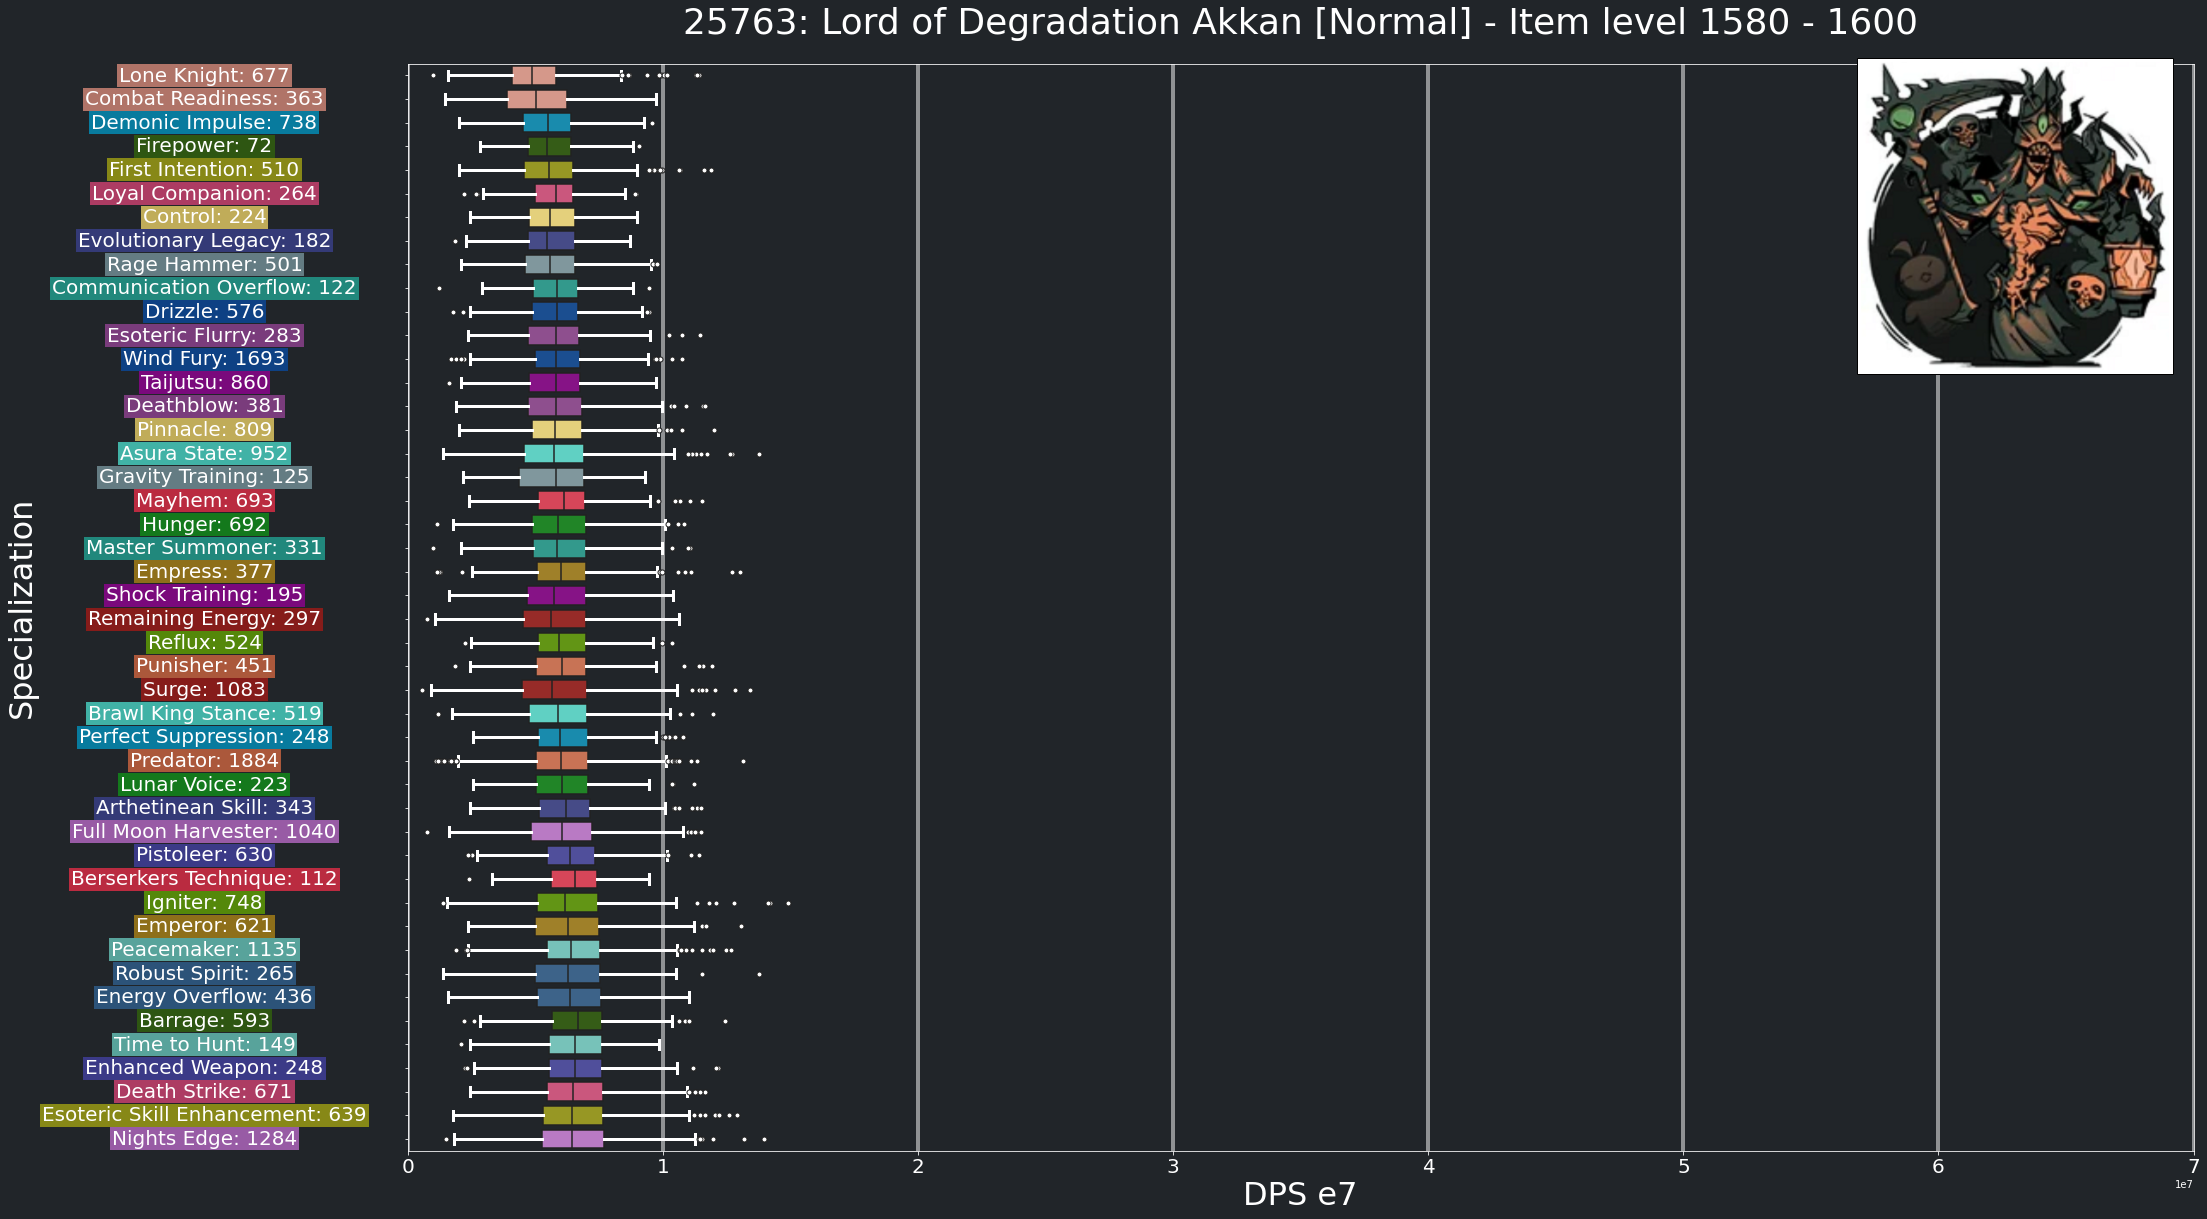 25763: Lord of Degradation Akkan [Normal] - Item level 1580 - 1600
Specialization
Lone Knight: 677
Combat Readiness: 363
Demonic Impulse: 738
Firepower: 72
First Intention: 510
Loyal Companion: 264
Control: 224
Evolutionary Legacy: 182
Rage Hammer: 501
Communication Overflow: 122
Drizzle: 576
Esoteric Flurry: 283
Wind Fury: 1693
Taijutsu: 860
Deathblow: 381
Pinnacle: 809
Asura State: 952
Gravity Training: 125
Mayhem: 693
Hunger: 692
Master Summoner: 331
Empress: 377
Shock Training: 195
Remaining Energy: 297
Reflux: 524
Punisher: 451
Surge: 1083
Brawl King Stance: 519
Perfect Suppression: 248
Predator: 1884
Lunar Voice: 223
Arthetinean Skill: 343
Full Moon Harvester: 1040
Pistoleer: 630
Berserkers Technique: 112
Igniter: 748
Emperor: 621
Peacemaker: 1135
Robust Spirit: 265
Energy Overflow: 436
Barrage: 593
Time to Hunt: 149
Enhanced Weapon: 248
Death Strike: 671
Esoteric Skill Enhancement: 639
Nights Edge: 1284
0 1 2 3 4 5 6 7
1e7
DPS e7